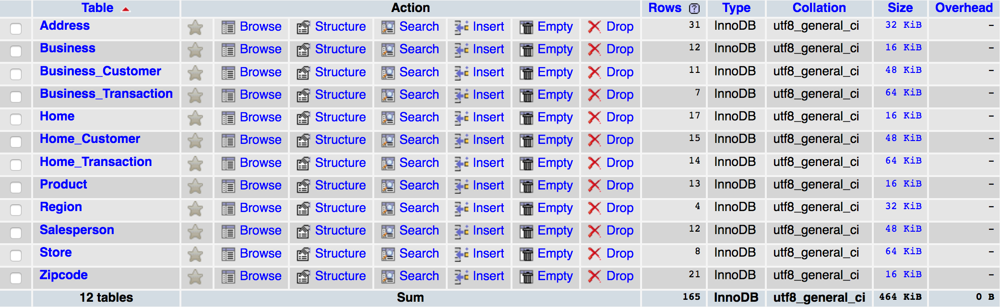 Table Action Rows Type Collation Size Overhead
Address Browse Structure Search Insert Empty Drop 31 InnoDB utf8_general_ci 32 KiB -
Business Browse Structure Search Insert Empty Drop 12 InnoDB utf8_general_ci 16 KiB -
Business_Customer Browse Structure Search Insert Empty Drop 11 InnoDB utf8_general_ci 48 KiB -
Business_Transaction Browse Structure Search Insert Empty Drop 7 InnoDB utf8_general_ci 64 KiB -
Home Browse Structure Search Insert Empty Drop 17 InnoDB utf8_general_ci 16 KiB -
Home_Customer Browse Structure Search Insert Empty Drop 15 InnoDB utf8_general_ci 48 KiB -
Home_Transaction Browse Structure Search Insert Empty Drop 14 InnoDB utf8_general_ci 64 KiB -
Product Browse Structure Search Insert Empty Drop 13 InnoDB utf8_general_ci 16 KiB -
Region Browse Structure Search Insert Empty Drop 4 InnoDB utf8_general_ci 32 KiB -
Salesperson Browse Structure Search Insert Empty Drop 12 InnoDB utf8_general_ci 48 KiB -
Store Browse Structure Search Insert Empty Drop 8 InnoDB utf8_general_ci 64 KiB -
Zipcode Browse Structure Search Insert Empty Drop 21 InnoDB utf8_general_ci 16 KiB -
12 tables Sum 165 InnoDB utf8_general_ci 464 KiB 0 B